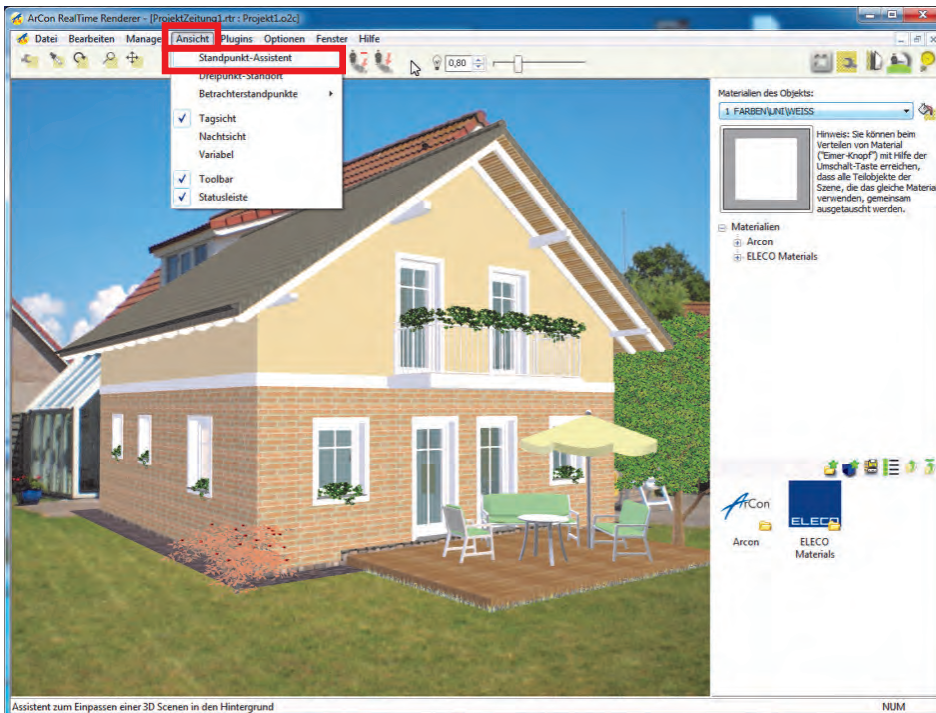 ArCon RealTime Renderer - [ProjektZeitung1.rtr : Projekt1.o2c]
Datei Bearbeiten Manage Ansicht Plugins Optionen Fenster Hilfe
Standpunkt-Assistent
Dreipunkt-Standort
Betrachterstandpunkte
Tagsicht
Nachtsicht
Variabel
Toolbar
Statusleiste
0,80
Materialien des Objekts:
1 FARBEN\UNI\WEISS
Hinweis: Sie können beim
Verteilen von Material
("Eimer-Knopf") mit Hilfe der
Umschalt-Taste erreichen,
dass alle Teilobjekte der
Szene, die das gleiche Materia
verwenden, gemeinsam
ausgetauscht werden.
Materialien
Arcon
ELECO Materials
ArCon
ELECO
Arcon
ELECO
Materials
Assistent zum Einpassen einer 3D Scenen in den Hintergrund
NUM